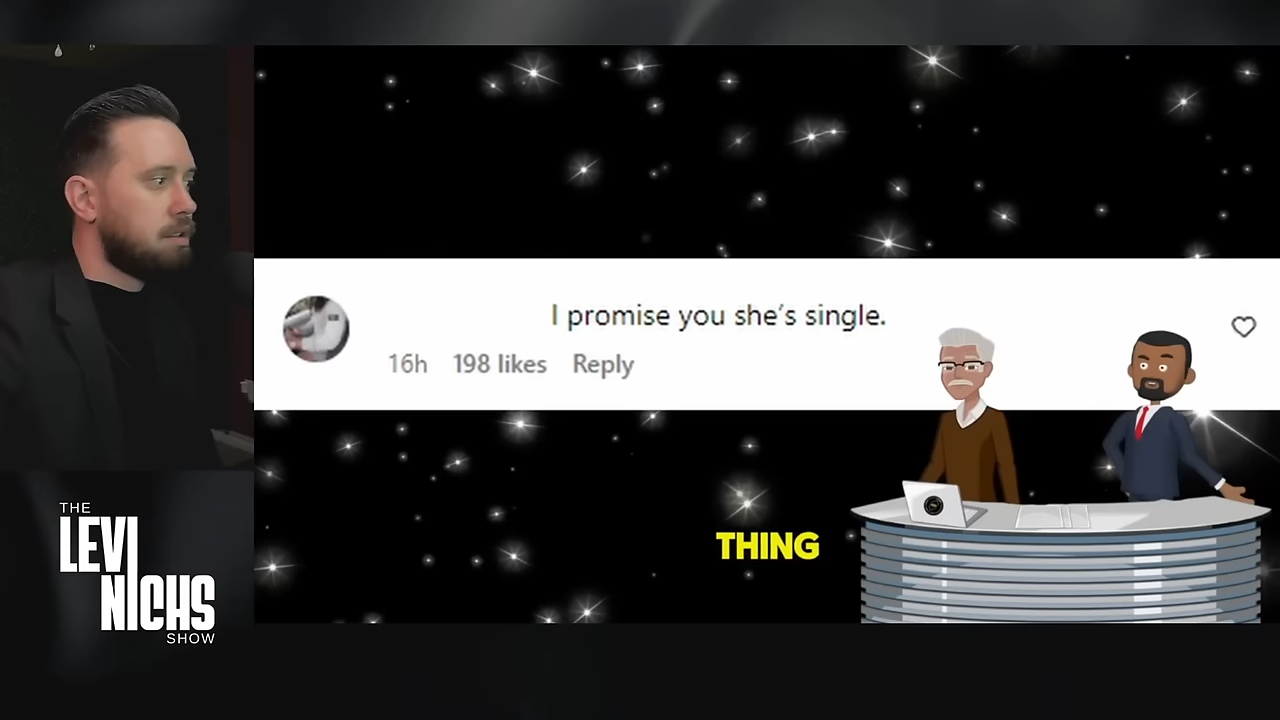 I promise you she's single.
16h 198 likes Reply
THING
THE
LEVI
NICHS
SHOW